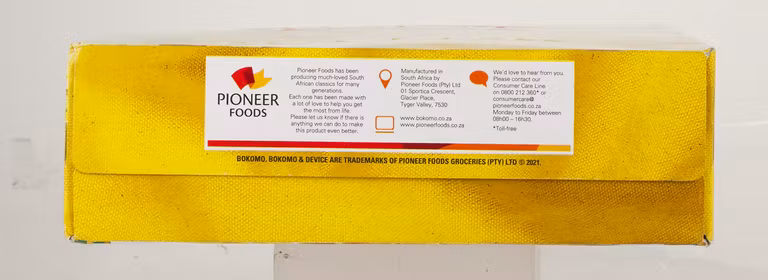 PIONEER
FOODS
Pioneer Foods has been
producing much-loved South
African classics for many
generations.
Each one has been made with
a lot of love to help you get
the most from life.
Please let us know if there is
anything we can do to make
this product even better.
Manufactured in
South Africa by
Pioneer Foods (Pty) Ltd
01 Sportica Crescent,
Glacier Place,
Tyger Valley, 7530
www.bokomo.co.za
www.pioneerfoods.co.za
We'd love to hear from you.
Please contact our
Consumer Care Line
on 0800 212 360* or
consumercare@
pioneerfoods.co.za
Monday to Friday between
08h00 – 16h30.
*Toll-free
BOKOMO, BOKOMO & DEVICE ARE TRADEMARKS OF PIONEER FOODS GROCERIES (PTY) LTD © 2021.